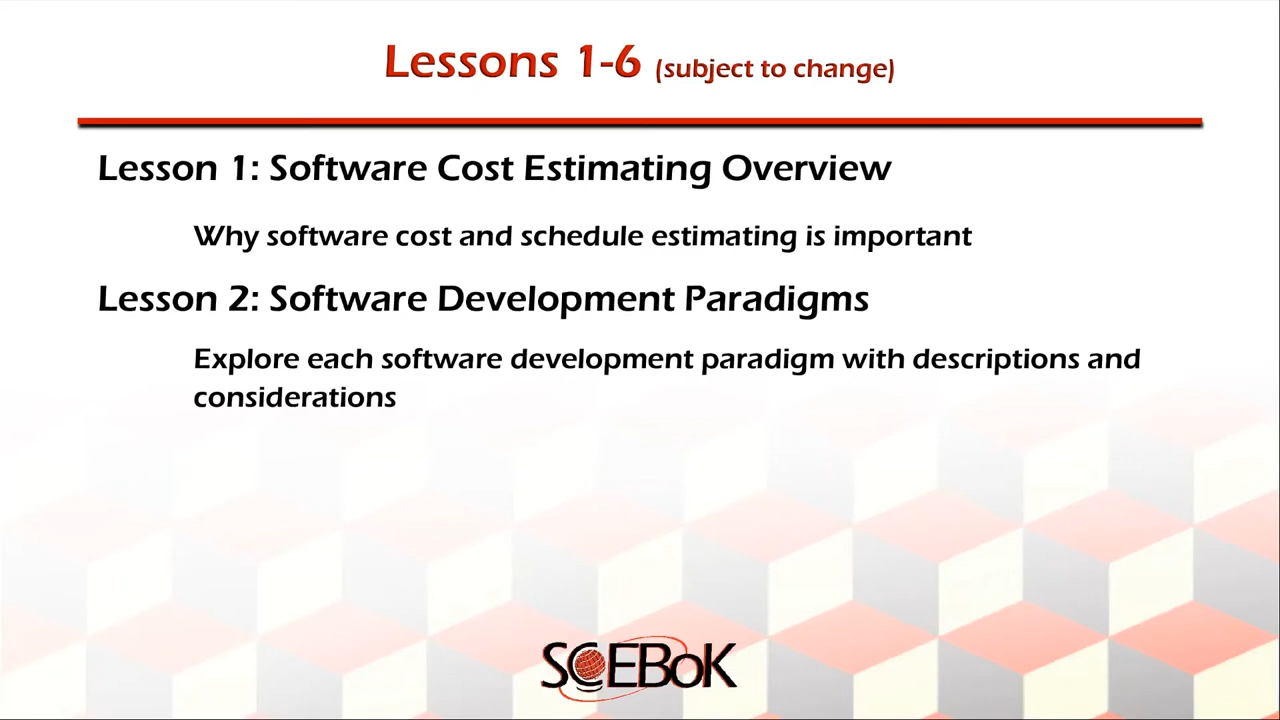 Lessons 1-6 (subject to change)
Lesson 1: Software Cost Estimating Overview
Why software cost and schedule estimating is important
Lesson 2: Software Development Paradigms
Explore each software development paradigm with descriptions and
considerations
SCEBoK